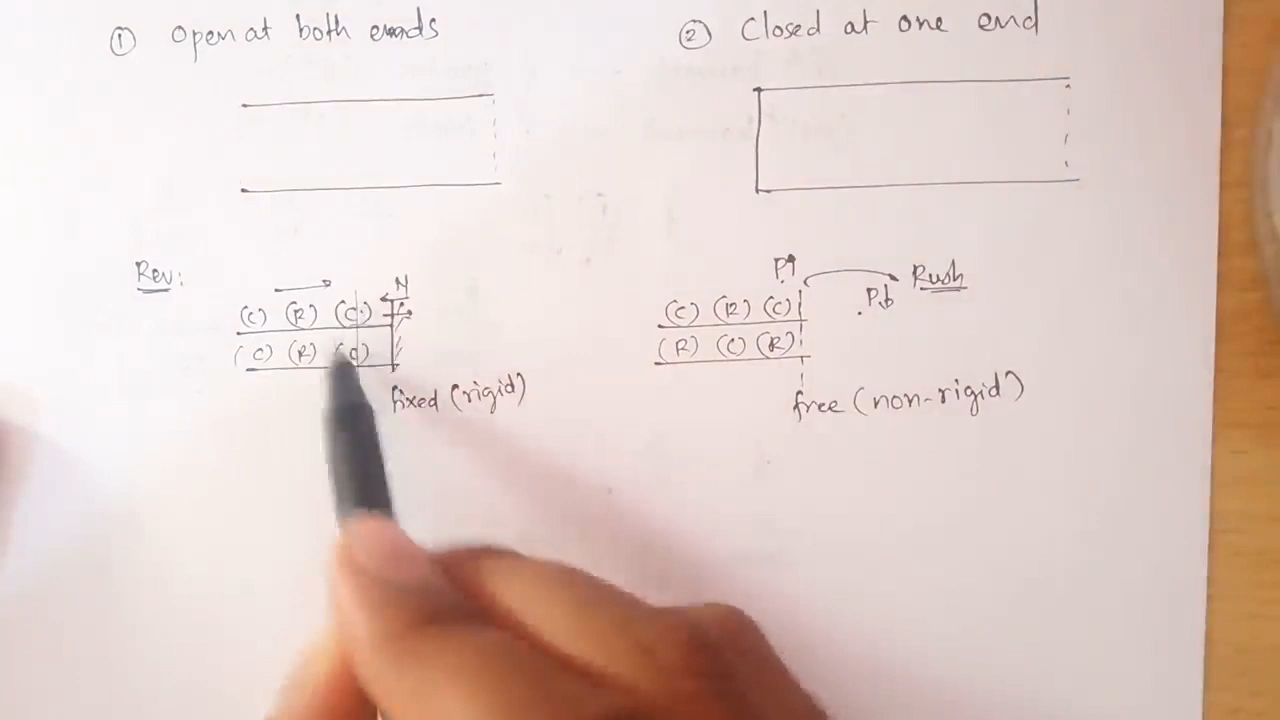 ① Open at both ends
② Closed at one end
Rev:
N
(C) (R) (C)
(C) (R) (C)
fixed (rigid)
P↑
Rush
P.b
(C) (R) (C)
(R) (C) (R)
free (non-rigid)